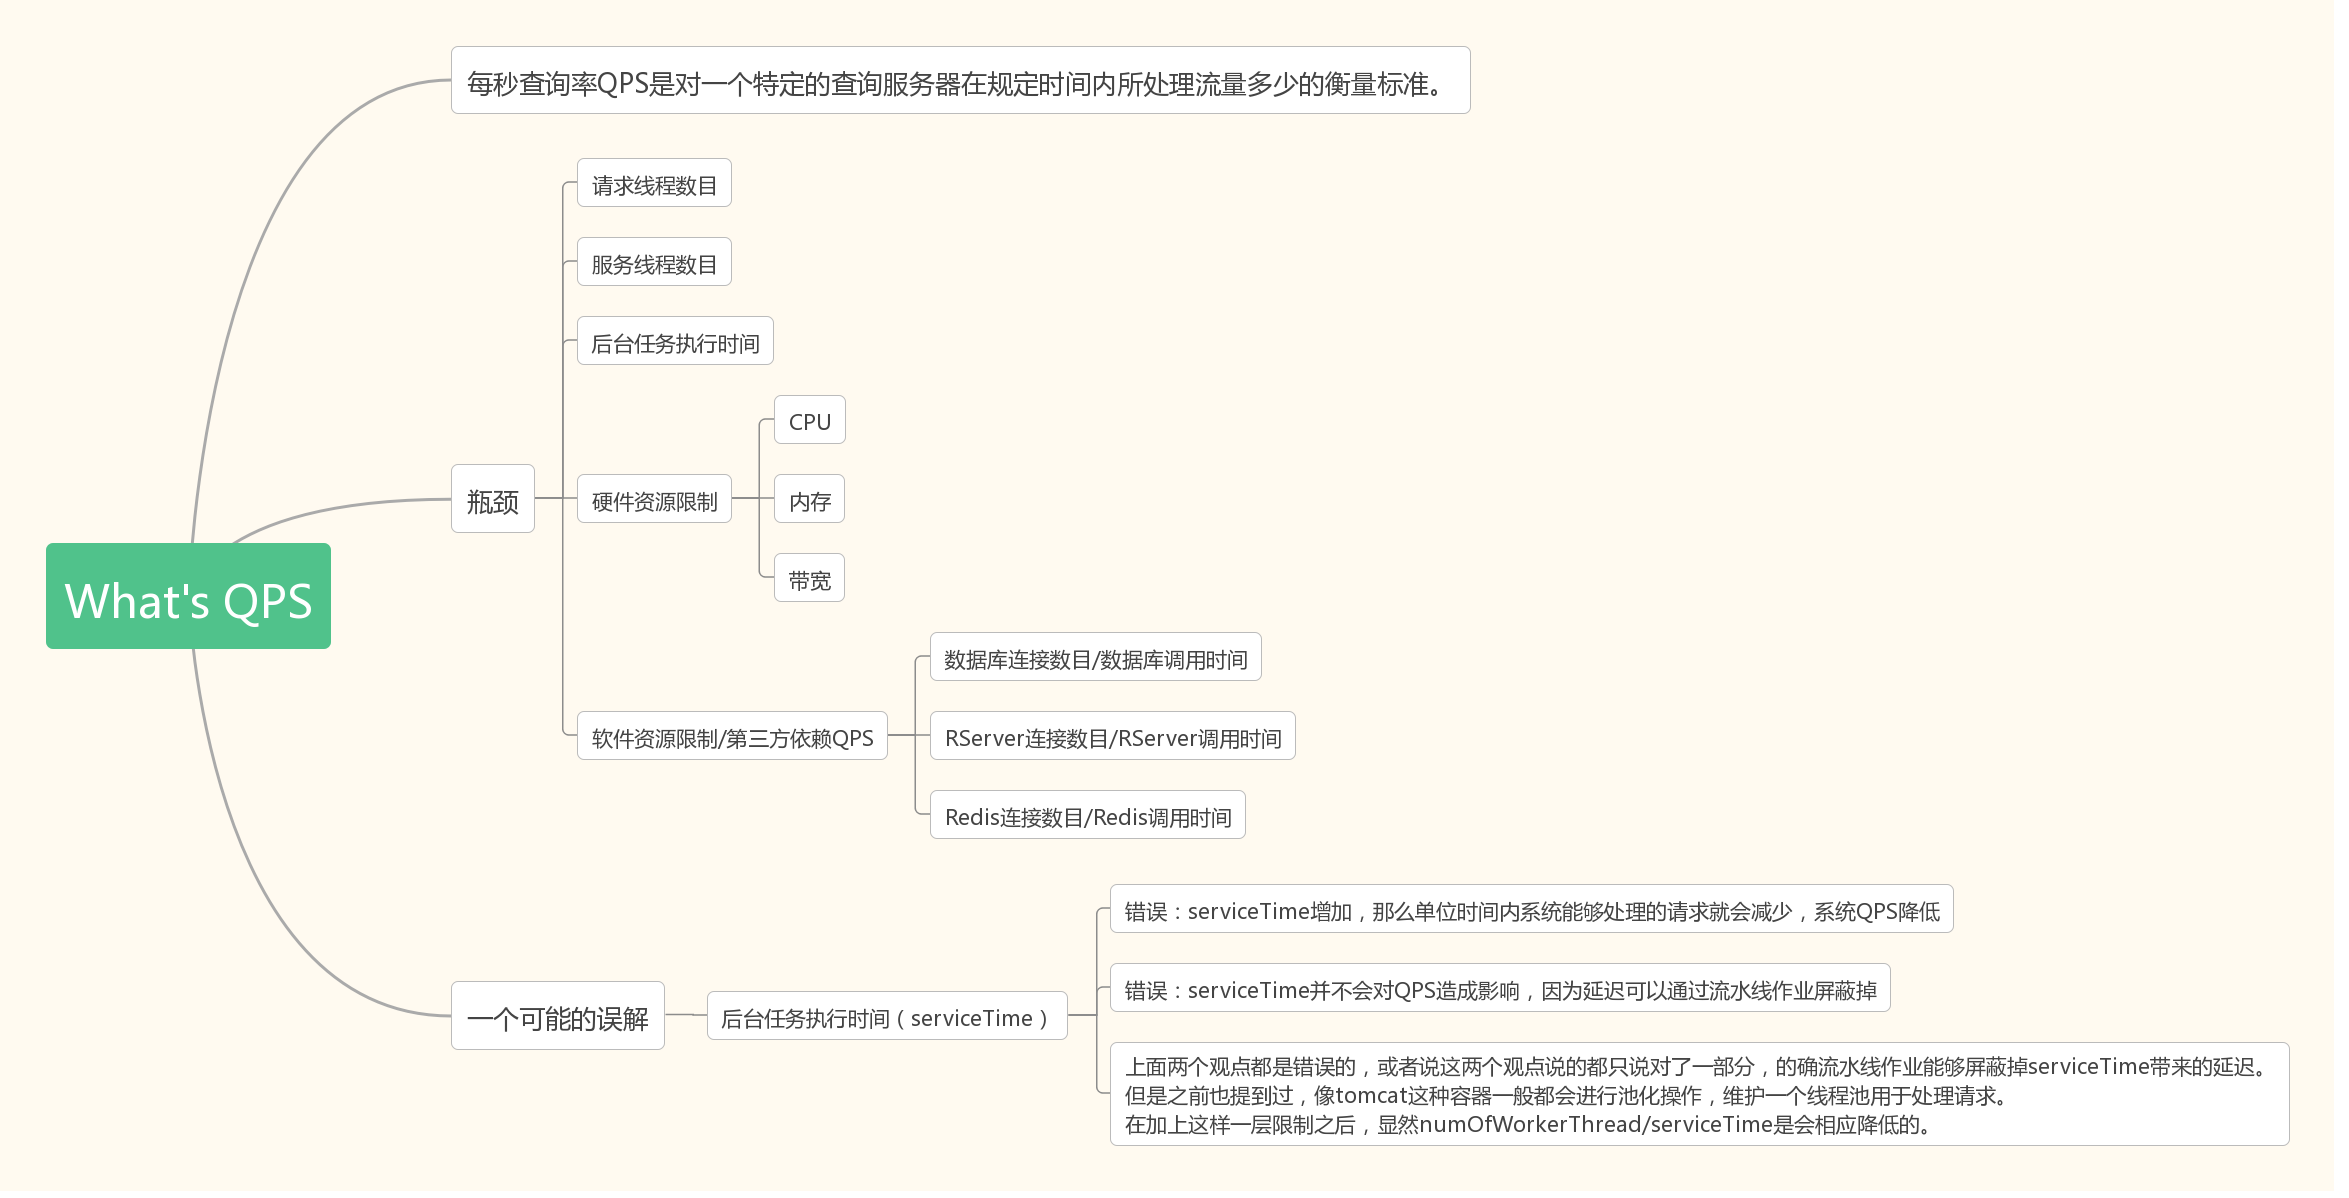 What's QPS
每秒查询率QPS是对一个特定的查询服务器在规定时间内所处理流量多少的衡量标准。
瓶颈
请求线程数目
服务线程数目
后台任务执行时间
硬件资源限制
CPU
内存
带宽
软件资源限制/第三方依赖QPS
数据库连接数目/数据库调用时间
RServer连接数目/RServer调用时间
Redis连接数目/Redis调用时间
一个可能的误解
后台任务执行时间（serviceTime）
错误：serviceTime增加，那么单位时间内系统能够处理的请求就会减少，系统QPS降低
错误：serviceTime并不会对QPS造成影响，因为延迟可以通过流水线作业屏蔽掉
上面两个观点都是错误的，或者说这两个观点说的都只说对了一部分，的确流水线作业能够屏蔽掉serviceTime带来的延迟。
但是之前也提到过，像tomcat这种容器一般都会进行池化操作，维护一个线程池用于处理请求。
在加上这样一层限制之后，显然numOfWorkerThread/serviceTime是会相应降低的。